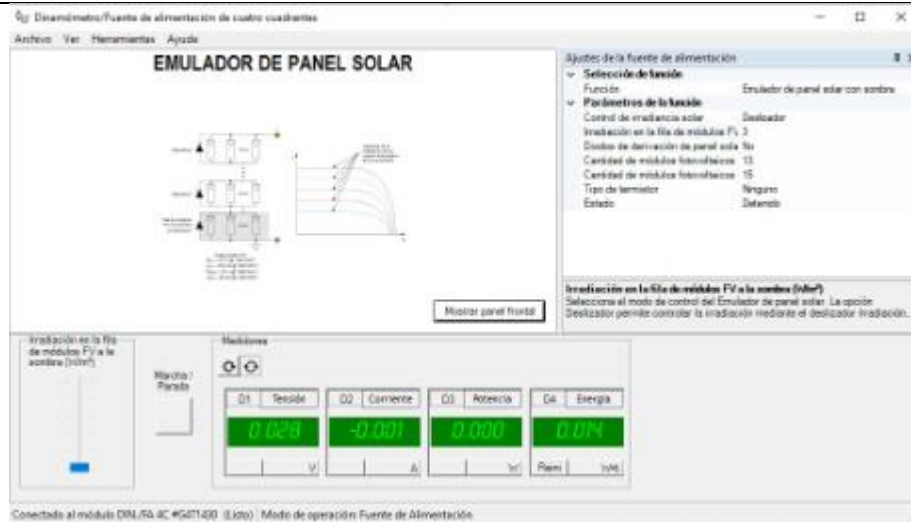 Dinamómetro/Fuente de alimentación de cuatro cuadrantes
Archivo Ver Herramientas Ayuda
EMULADOR DE PANEL SOLAR
Mostrar panel frontal
Ajustes de la fuente de alimentación
Selección de función
Función Emulador de panel solar con sombra
Parámetros de la función
Control de irradiancia solar Deslizador
Irradiación en la fila de módulos FV 3
Diodos de derivación de panel sola No
Cantidad de módulos fotovoltaicos 13
Cantidad de módulos fotovoltaicos 15
Tipo de termistor Ninguno
Estado Detenido
Irradiación en la fila de módulos FV a la sombra (W/m²)
Selecciona el modo de control del Emulador de panel solar. La opción
Deslizador permite controlar la irradiación mediante el deslizador Irradiación.
Irradiación en la fila
de módulos FV a la
sombra (W/m²)
Marcha /
Parada
Mediciones
D1 Tensión D2 Corriente D3 Potencia D4 Energía
0.028 -0.001 0.000 0.014
V A W Reini Wh
Conectado al módulo DIN./FA 4C (Listo) Modo de operación: Fuente de Alimentación